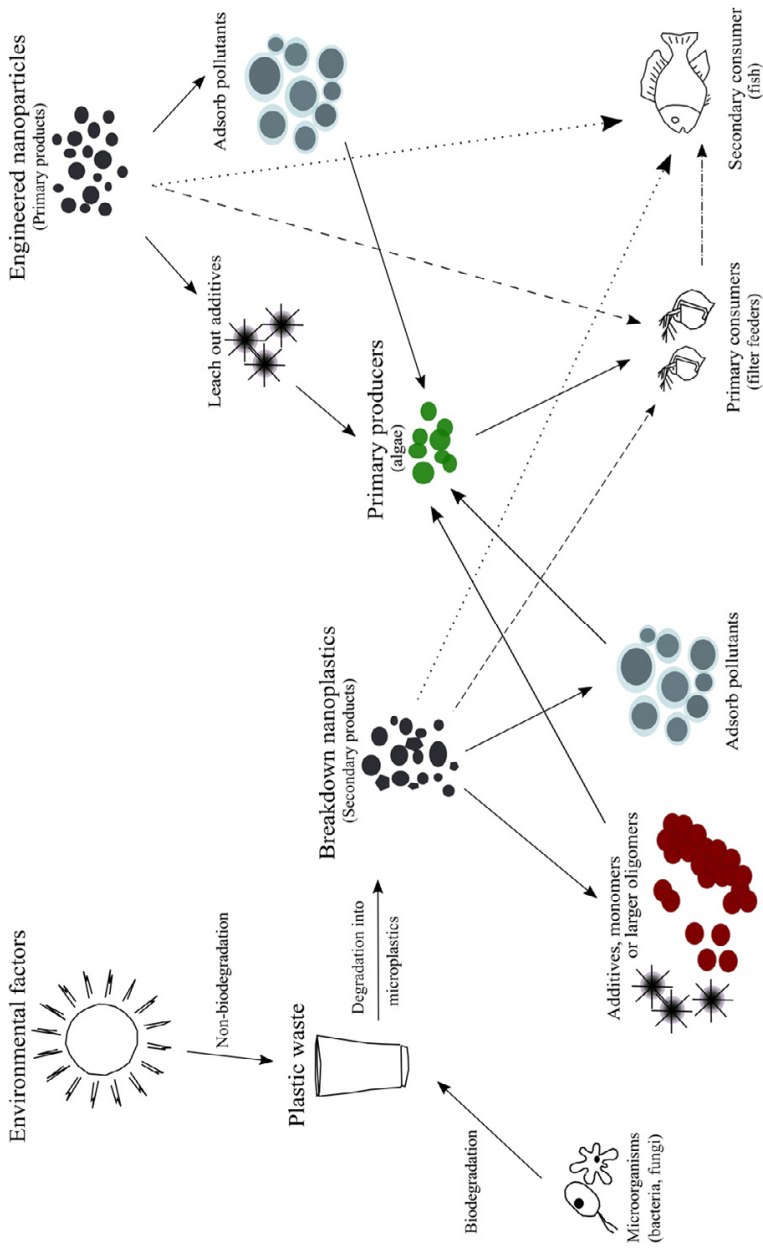 Environmental factors
Non-biodegradation
Plastic waste
Biodegradation
Microorganisms
(bacteria, fungi)
Degradation into
microplastics
Breakdown nanoplastics
(Secondary products)
Additives, monomers
or larger oligomers
Adsorb pollutants
Engineered nanoparticles
(Primary products)
Leach out additives
Adsorb pollutants
Primary producers
(algae)
Primary consumers
(filter feeders)
Secondary consumer
(fish)